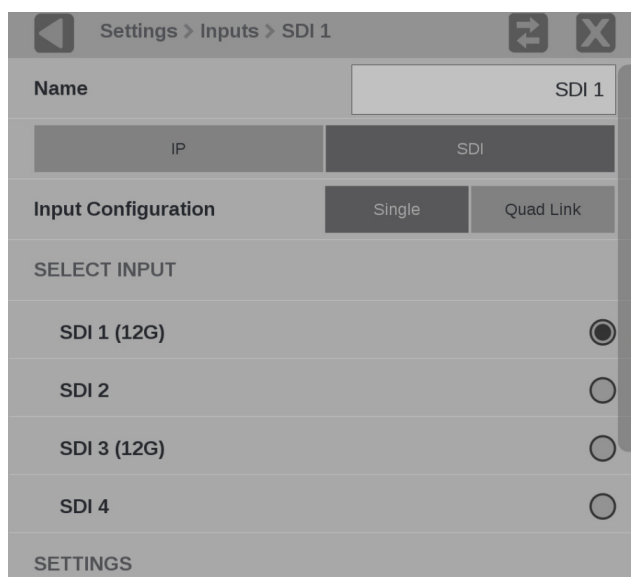 Settings > Inputs > SDI 1
Name SDI 1
IP SDI
Input Configuration Single Quad Link
SELECT INPUT
SDI 1 (12G)
SDI 2
SDI 3 (12G)
SDI 4
SETTINGS